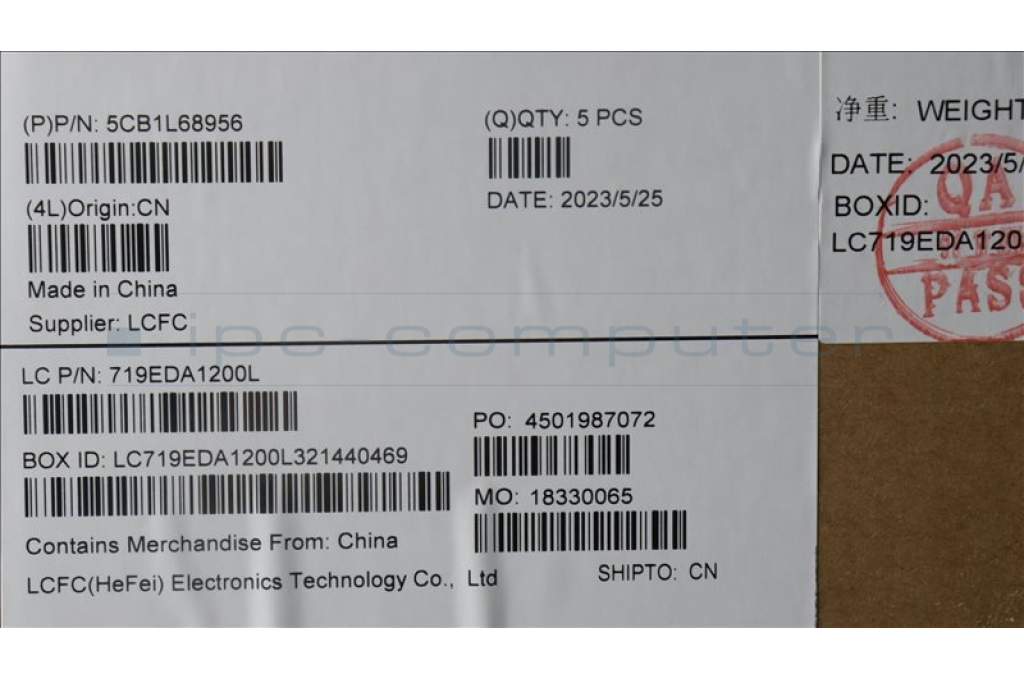 (P)P/N: 5CB1L68956
(Q)QTY: 5 PCS
(4L)Origin:CN
DATE: 2023/5/25
Made in China
Supplier: LCFC
净重: WEIGHT
DATE: 2023/5/
BOXID:
LC719EDA120
QA
PASS
ipc-computer
LC P/N: 719EDA1200L
PO: 4501987072
BOX ID: LC719EDA1200L321440469
MO: 18330065
Contains Merchandise From: China
LCFC(HeFei) Electronics Technology Co., Ltd
SHIPTO: CN